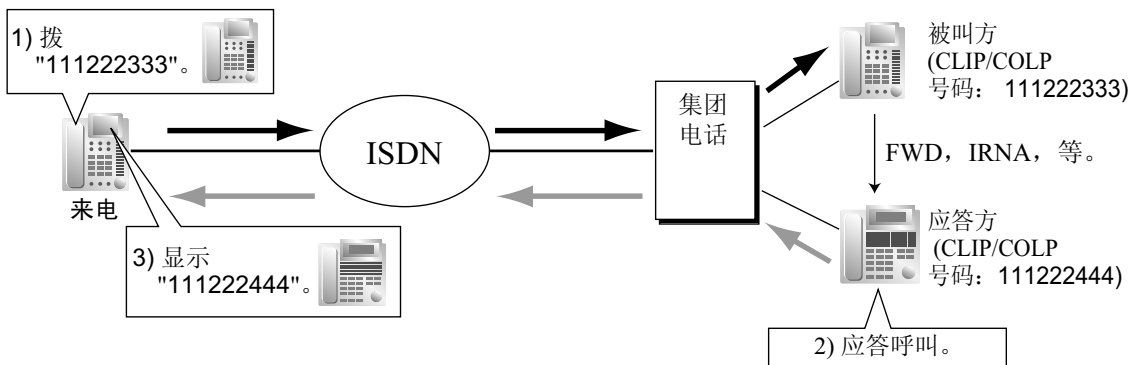 1) 拨
"111222333"。
来电
3) 显示
"111222444"。
ISDN
集团
电话
被叫方
(CLIP/COLP
号码： 111222333)
FWD，IRNA，等。
应答方
(CLIP/COLP
号码：111222444)
2) 应答呼叫。